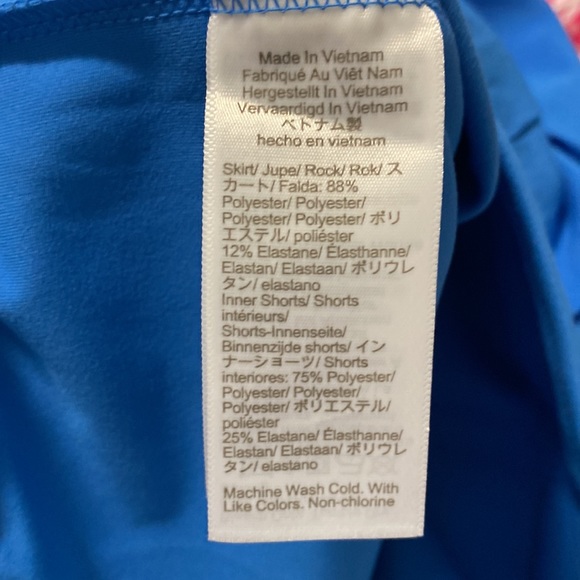 Made In Vietnam
Fabriqué Au Viêt Nam
Hergestellt In Vietnam
Vervaardigd In Vietnam
ベトナム製
hecho en vietnam
Skirt/ Jupe/ Rock/ Rok/ ス
カート/ Falda: 88%
Polyester/ Polyester/
Polyester/ Polyester/ ポリ
エステル/ poliéster
12% Elastane/ Élasthanne/
Elastan/ Elastaan/ ポリウレ
タン/ elastano
Inner Shorts/ Shorts
intérieurs/
Shorts-Innenseite/
Binnenzijde shorts/ イン
ナーショーツ/ Shorts
interiores: 75% Polyester/
Polyester/ Polyester/
Polyester/ ポリエステル/
poliéster
25% Elastane/ Élasthanne/
Elastan/ Elastaan/ ポリウレ
タン/ elastano
Machine Wash Cold. With
Like Colors. Non-chlorine